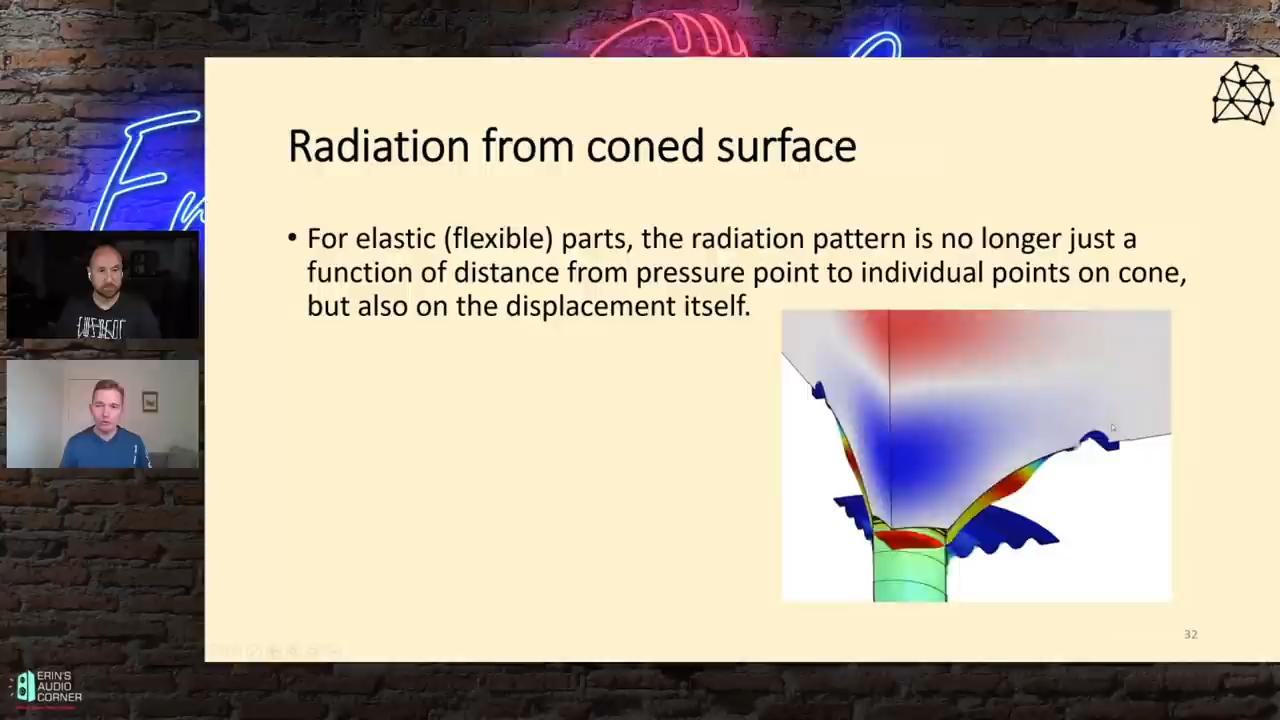 Radiation from coned surface
• For elastic (flexible) parts, the radiation pattern is no longer just a
function of distance from pressure point to individual points on cone,
but also on the displacement itself.
32
ERIN'S
AUDIO
CORNER